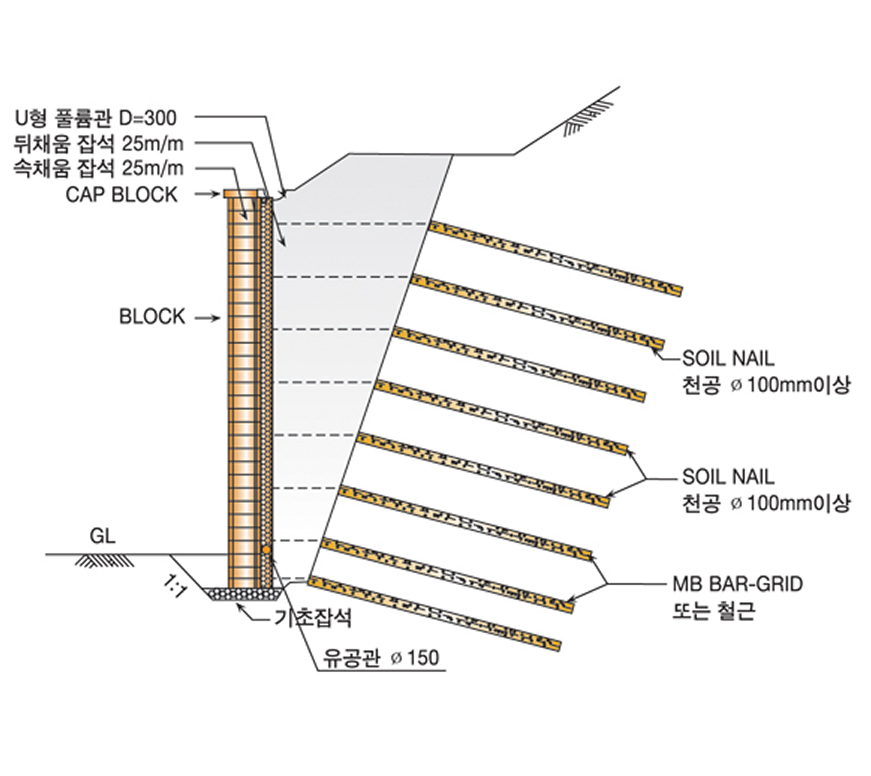 U형 풀륨관 D=300
뒤채움 잡석 25m/m
속채움 잡석 25m/m
CAP BLOCK
BLOCK
SOIL NAIL
천공 ø 100mm이상
SOIL NAIL
천공 ø 100mm이상
GL
1:1
MB BAR-GRID
또는 철근
기초잡석
유공관 ø 150